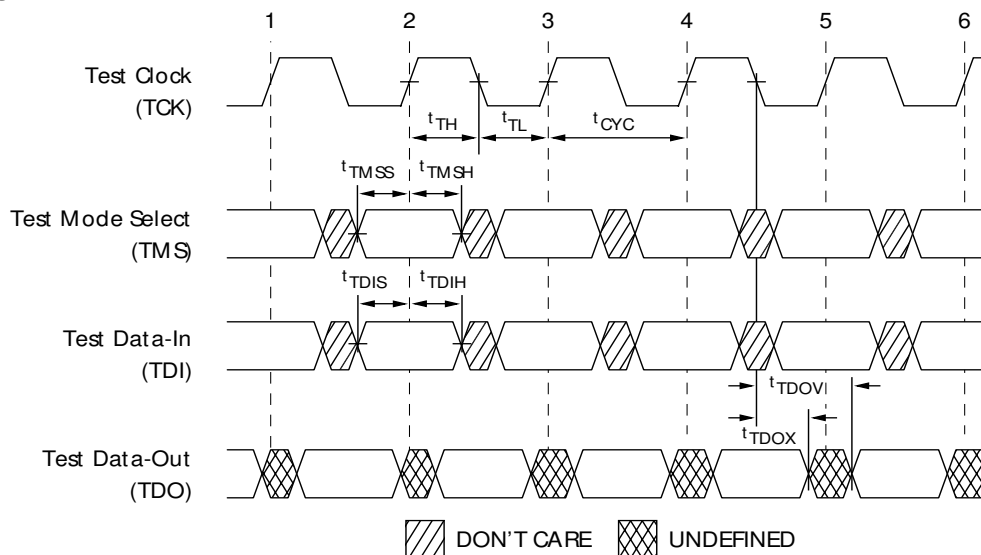 1 2 3 4 5 6
Test Clock
(TCK)
tTH tTL tCYC
tTMSS tTMSH
Test Mode Select
(TMS)
tTDIS tTDIH
Test Data-In
(TDI)
tTDOV
tTDOX
Test Data-Out
(TDO)
DON'T CARE UNDEFINED